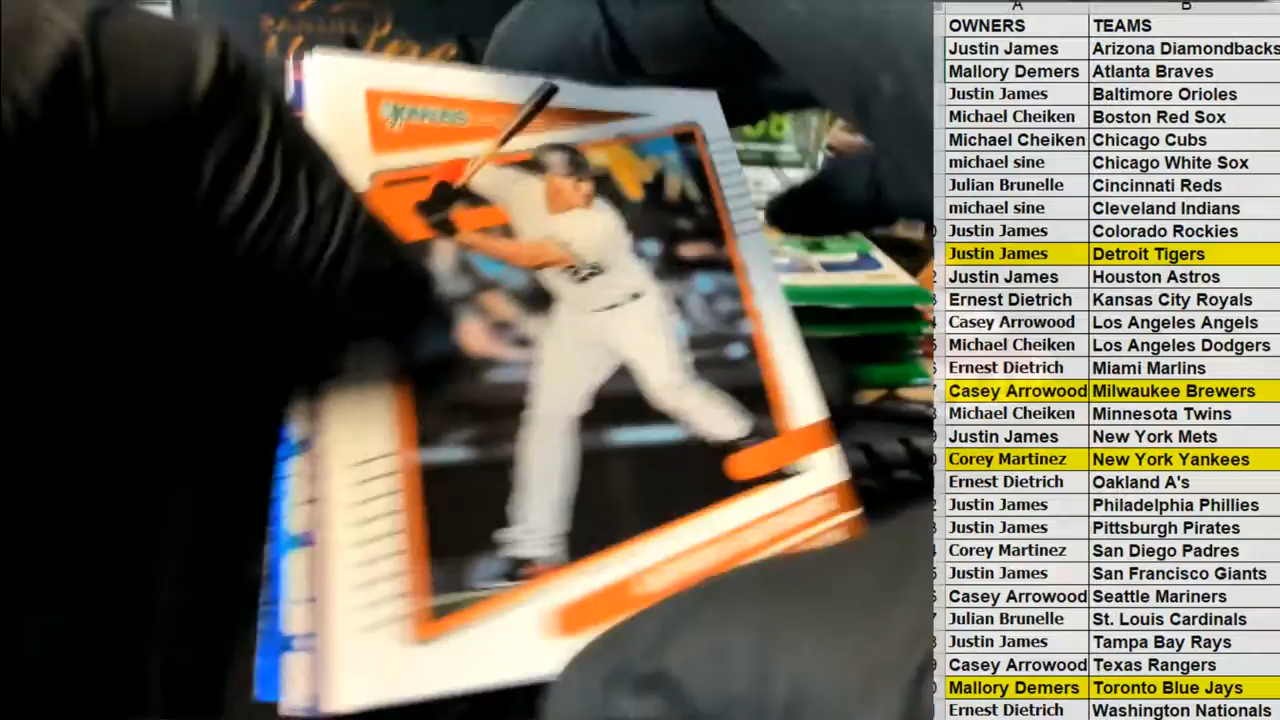 A B
OWNERS TEAMS
Justin James Arizona Diamondbacks
Mallory Demers Atlanta Braves
Justin James Baltimore Orioles
Michael Cheiken Boston Red Sox
Michael Cheiken Chicago Cubs
michael sine Chicago White Sox
Julian Brunelle Cincinnati Reds
michael sine Cleveland Indians
Justin James Colorado Rockies
Justin James Detroit Tigers
Justin James Houston Astros
Ernest Dietrich Kansas City Royals
Casey Arrowood Los Angeles Angels
Michael Cheiken Los Angeles Dodgers
Ernest Dietrich Miami Marlins
Casey Arrowood Milwaukee Brewers
Michael Cheiken Minnesota Twins
Justin James New York Mets
Corey Martinez New York Yankees
Ernest Dietrich Oakland A's
Justin James Philadelphia Phillies
Justin James Pittsburgh Pirates
Corey Martinez San Diego Padres
Justin James San Francisco Giants
Casey Arrowood Seattle Mariners
Julian Brunelle St. Louis Cardinals
Justin James Tampa Bay Rays
Casey Arrowood Texas Rangers
Mallory Demers Toronto Blue Jays
Ernest Dietrich Washington Nationals